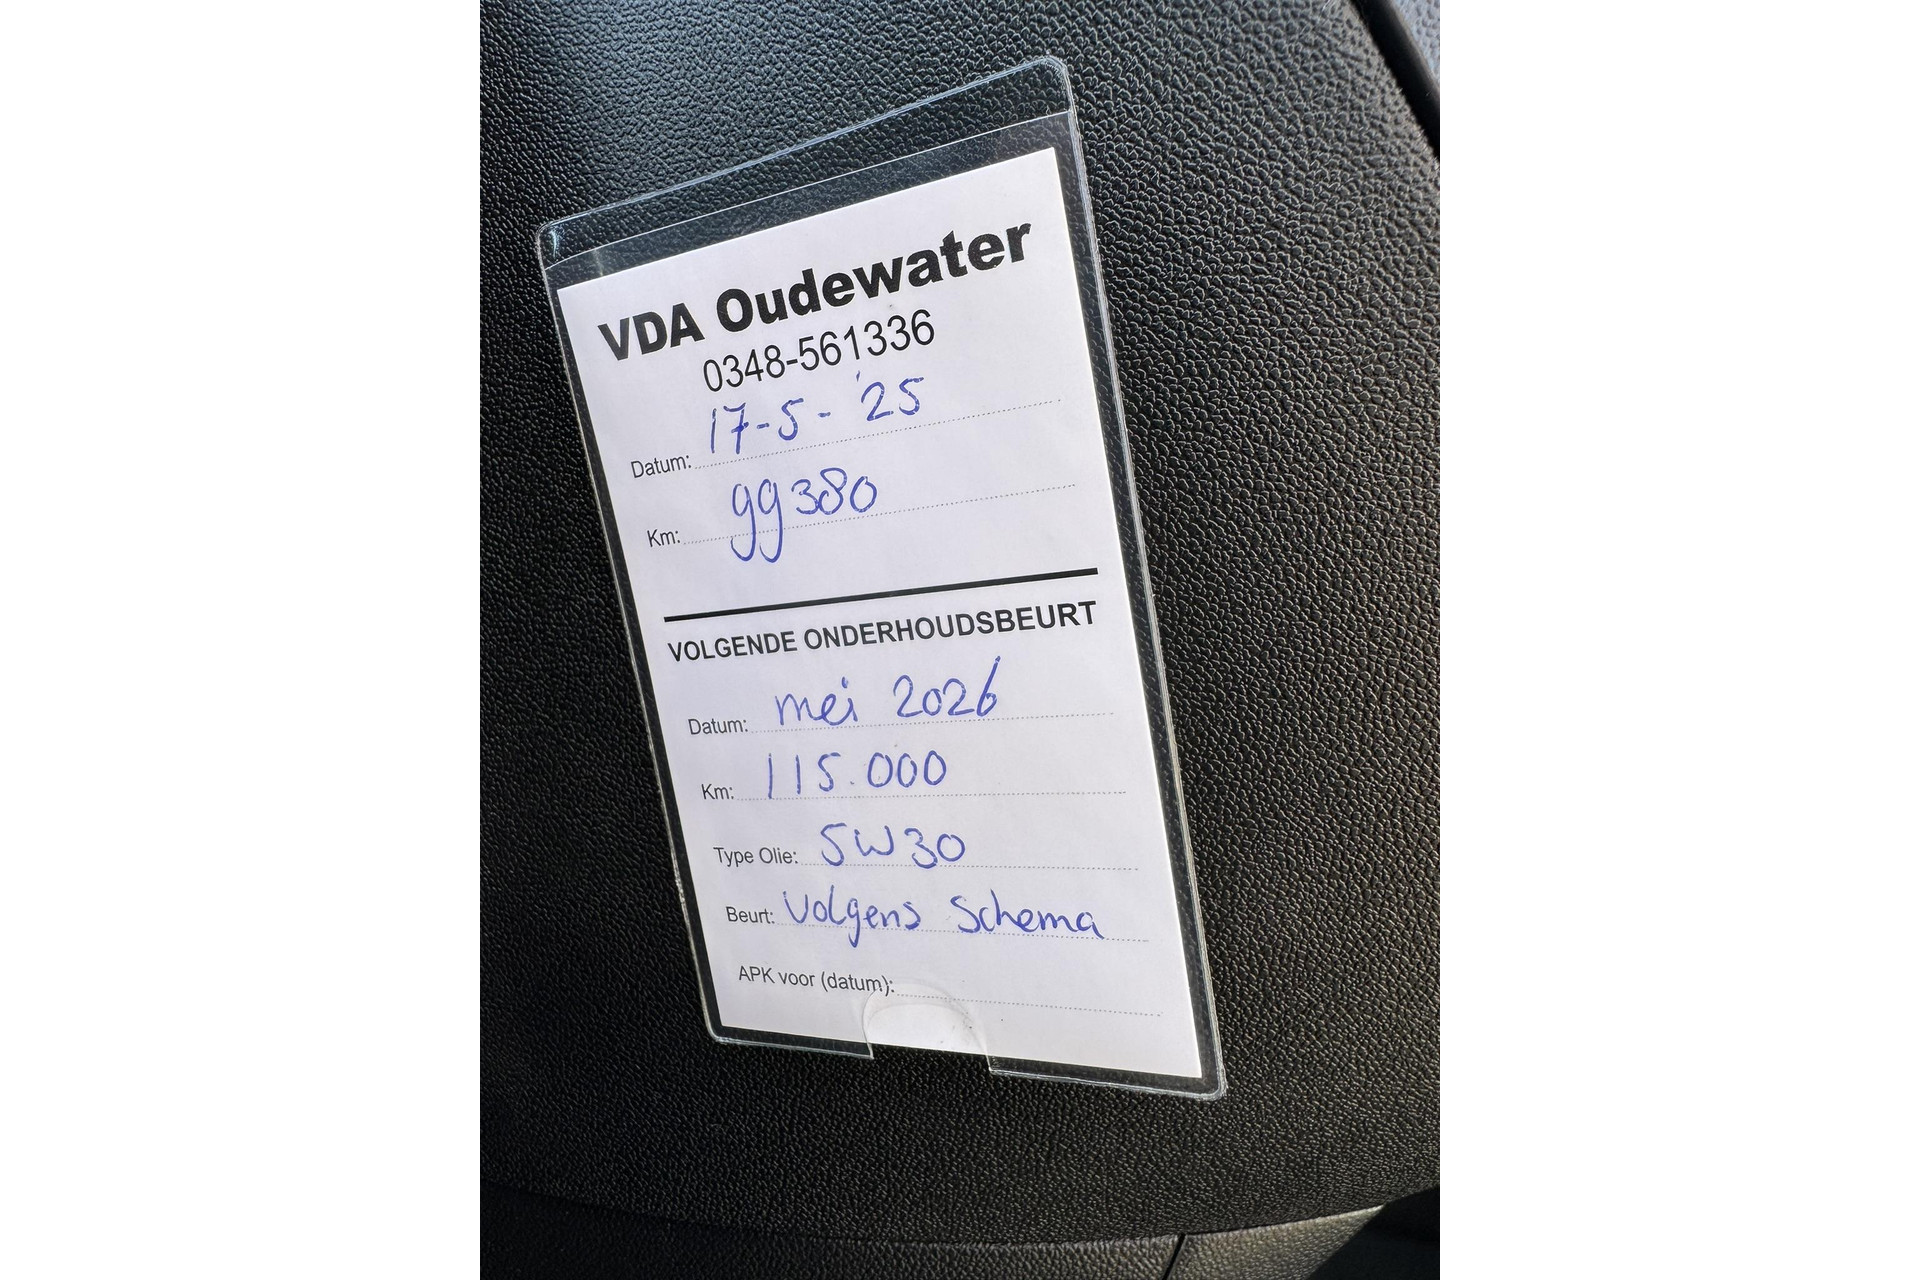 VDA Oudewater
0348-561336
Datum: 17-5-'25
Km: 99380
VOLGENDE ONDERHOUDSBEURT
Datum: mei 2026
Km: 115.000
Type Olie: 5W30
Beurt: Volgens Schema
APK voor (datum):